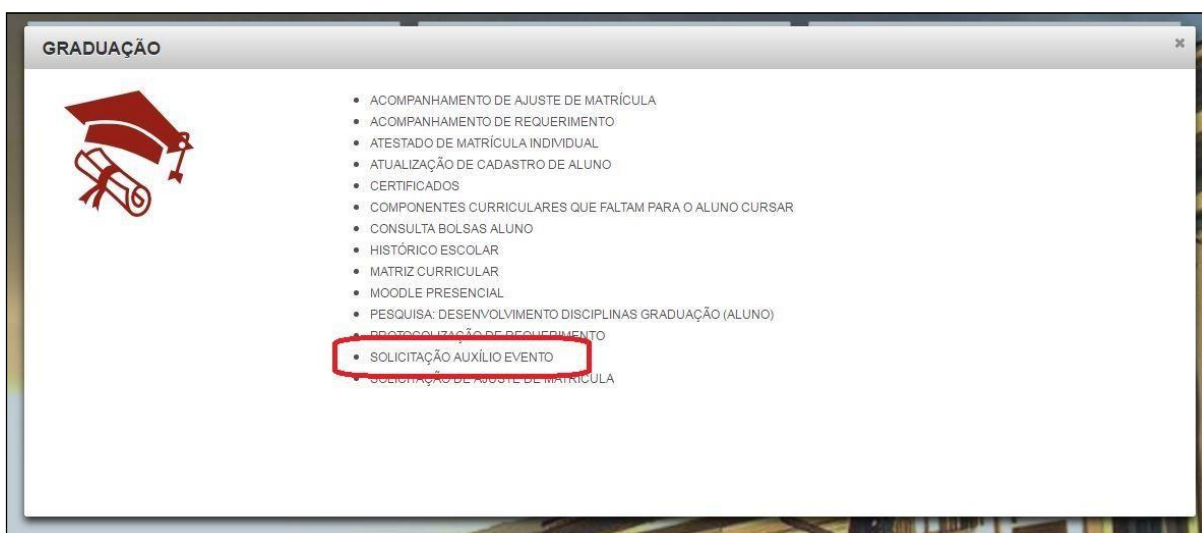 GRADUAÇÃO
ACOMPANHAMENTO DE AJUSTE DE MATRÍCULA
ACOMPANHAMENTO DE REQUERIMENTO
ATESTADO DE MATRÍCULA INDIVIDUAL
ATUALIZAÇÃO DE CADASTRO DE ALUNO
CERTIFICADOS
COMPONENTES CURRICULARES QUE FALTAM PARA O ALUNO CURSAR
CONSULTA BOLSAS ALUNO
HISTÓRICO ESCOLAR
MATRIZ CURRICULAR
MOODLE PRESENCIAL
PESQUISA: DESENVOLVIMENTO DISCIPLINAS GRADUAÇÃO (ALUNO)
PROTOCOLIZAÇÃO DE REQUERIMENTO
SOLICITAÇÃO AUXÍLIO EVENTO
SOLICITAÇÃO DE AJUSTE DE MATRÍCULA